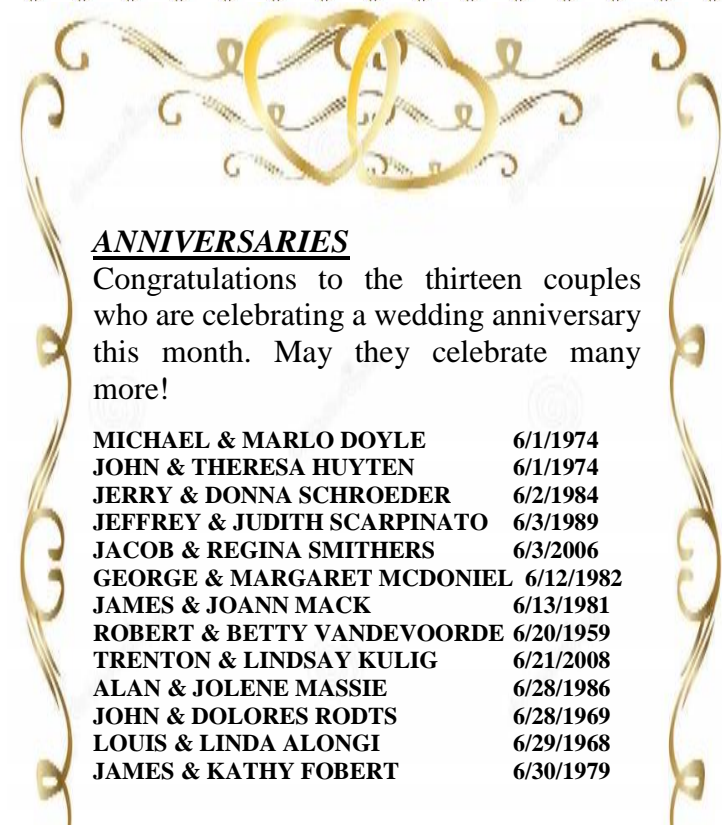 ANNIVERSARIES
Congratulations to the thirteen couples
who are celebrating a wedding anniversary
this month. May they celebrate many
more!
MICHAEL & MARLO DOYLE 6/1/1974
JOHN & THERESA HUYTEN 6/1/1974
JERRY & DONNA SCHROEDER 6/2/1984
JEFFREY & JUDITH SCARPINATO 6/3/1989
JACOB & REGINA SMITHERS 6/3/2006
GEORGE & MARGARET MCDONIEL 6/12/1982
JAMES & JOANN MACK 6/13/1981
ROBERT & BETTY VANDEVOORDE 6/20/1959
TRENTON & LINDSAY KULIG 6/21/2008
ALAN & JOLENE MASSIE 6/28/1986
JOHN & DOLORES RODTS 6/28/1969
LOUIS & LINDA ALONGI 6/29/1968
JAMES & KATHY FOBERT 6/30/1979